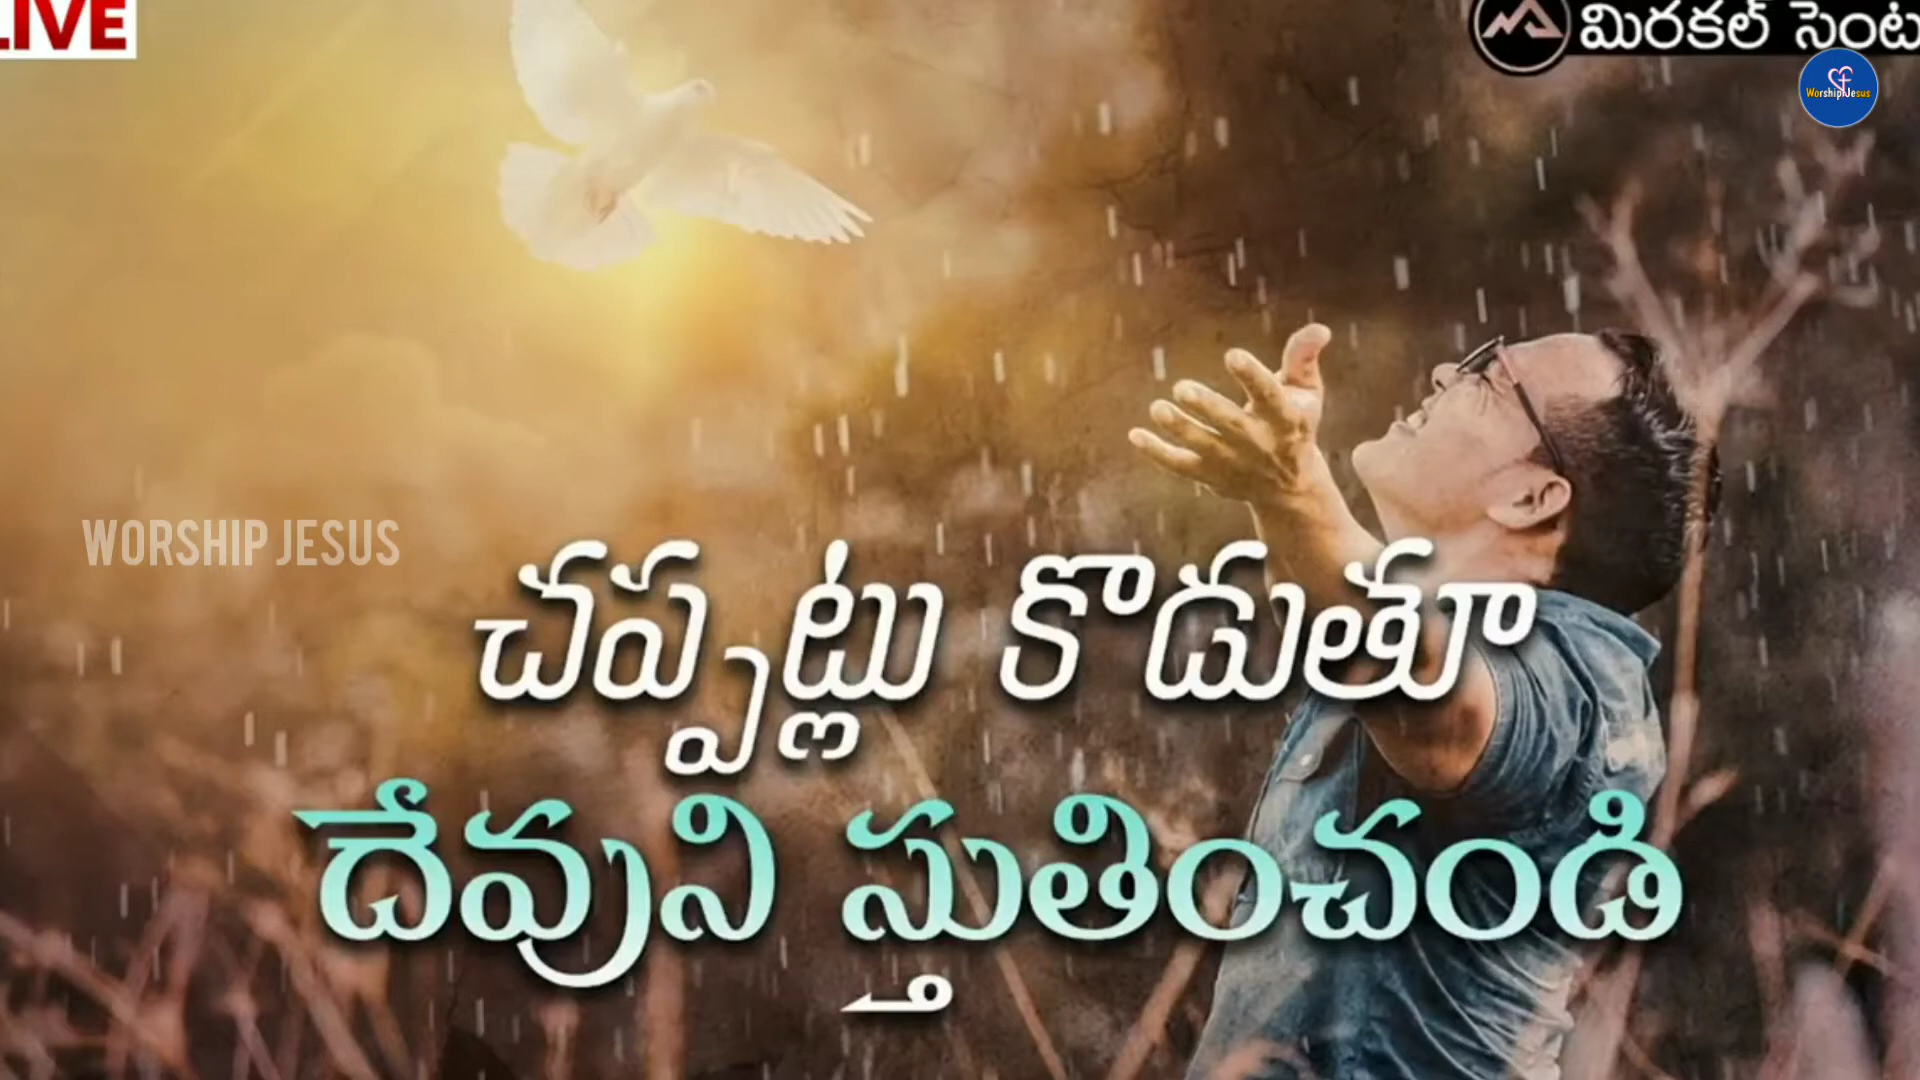 LIVE
మిరకల్ సెంట
Worship Jesus
WORSHIP JESUS
చప్పట్లు కొడుతూ
దేవుని స్తుతించండి